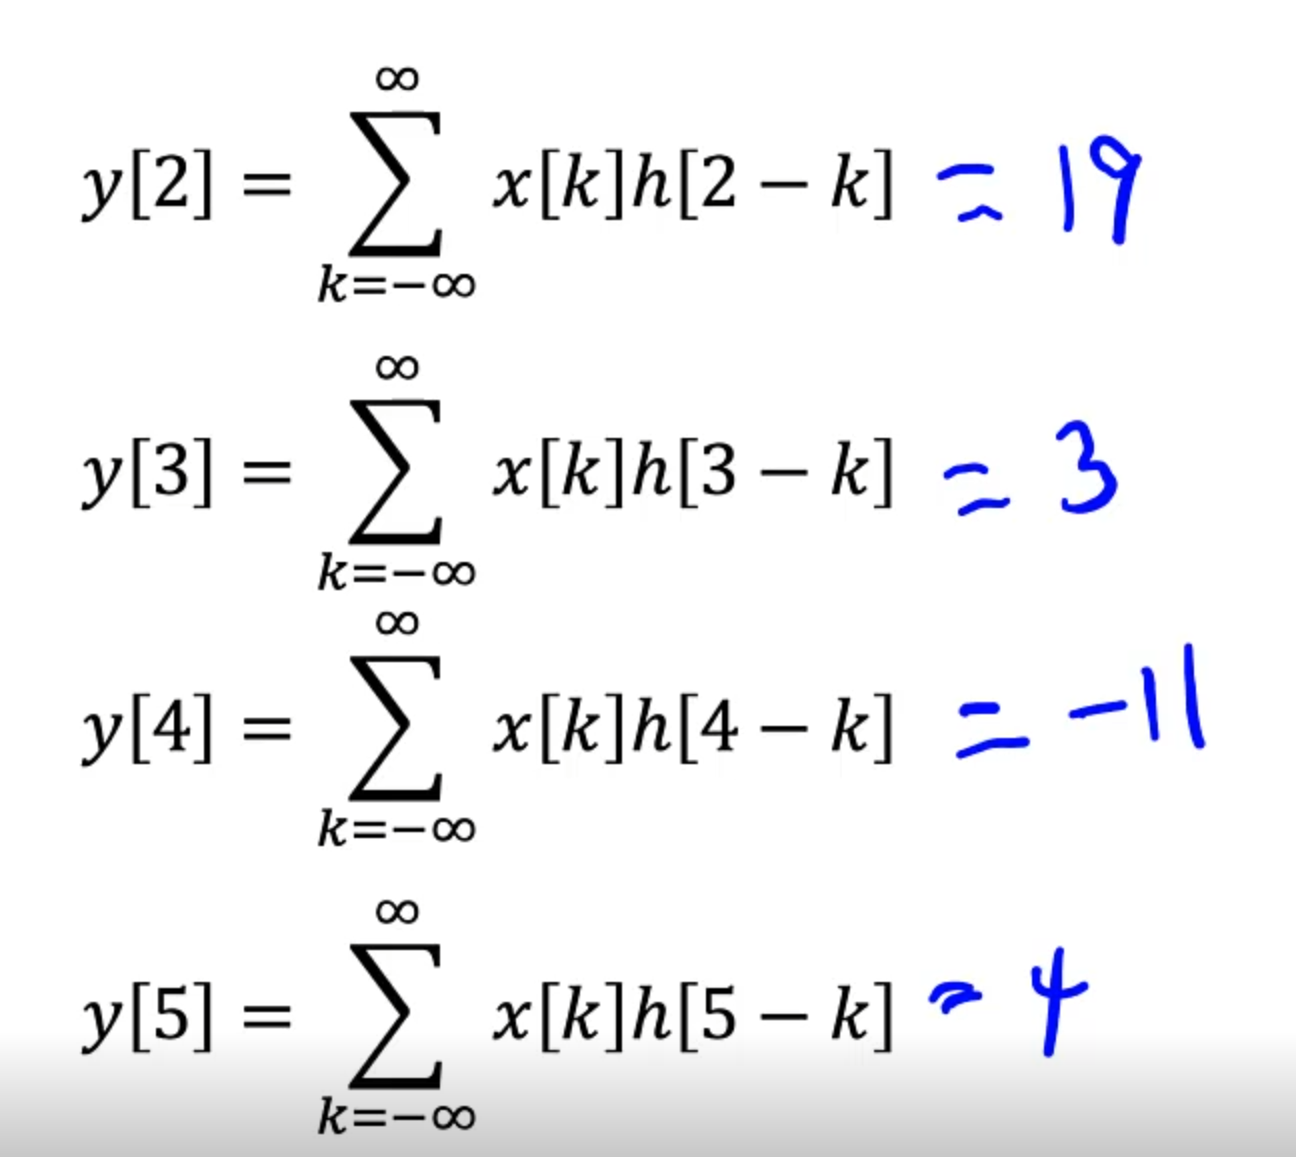 y[2] = ∞∑k=−∞ x[k]h[2 − k] = 19
y[3] = ∞∑k=−∞ x[k]h[3 − k] = 3
y[4] = ∞∑k=−∞ x[k]h[4 − k] = -11
y[5] = ∞∑k=−∞ x[k]h[5 − k] = 4